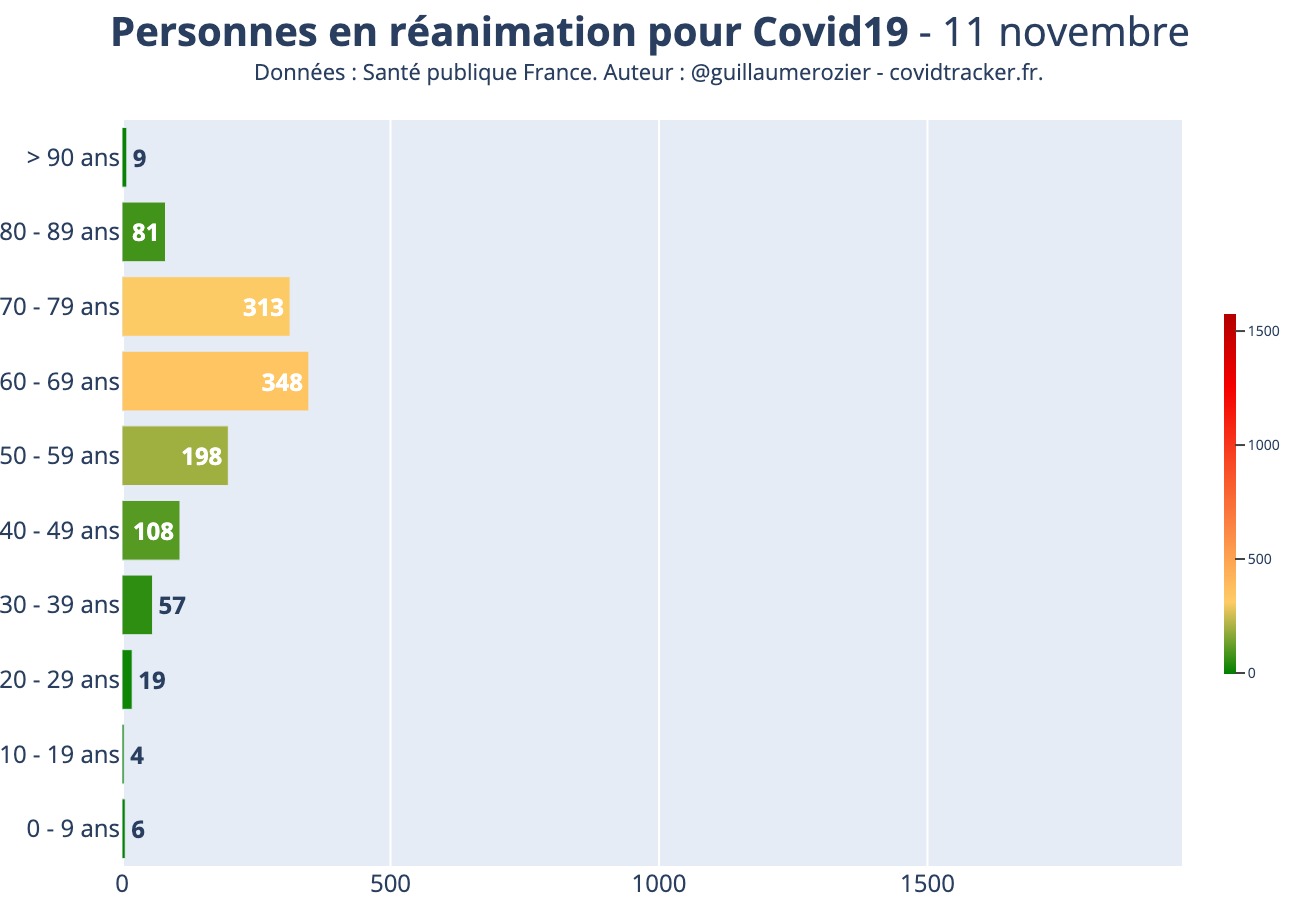 Personnes en réanimation pour Covid19 - 11 novembre
Données : Santé publique France. Auteur : @guillaumerozier - covidtracker.fr.
> 90 ans 9
80 - 89 ans 81
70 - 79 ans 313
60 - 69 ans 348
50 - 59 ans 198
40 - 49 ans 108
30 - 39 ans 57
20 - 29 ans 19
10 - 19 ans 4
0 - 9 ans 6
0 500 1000 1500
1500
1000
500
0